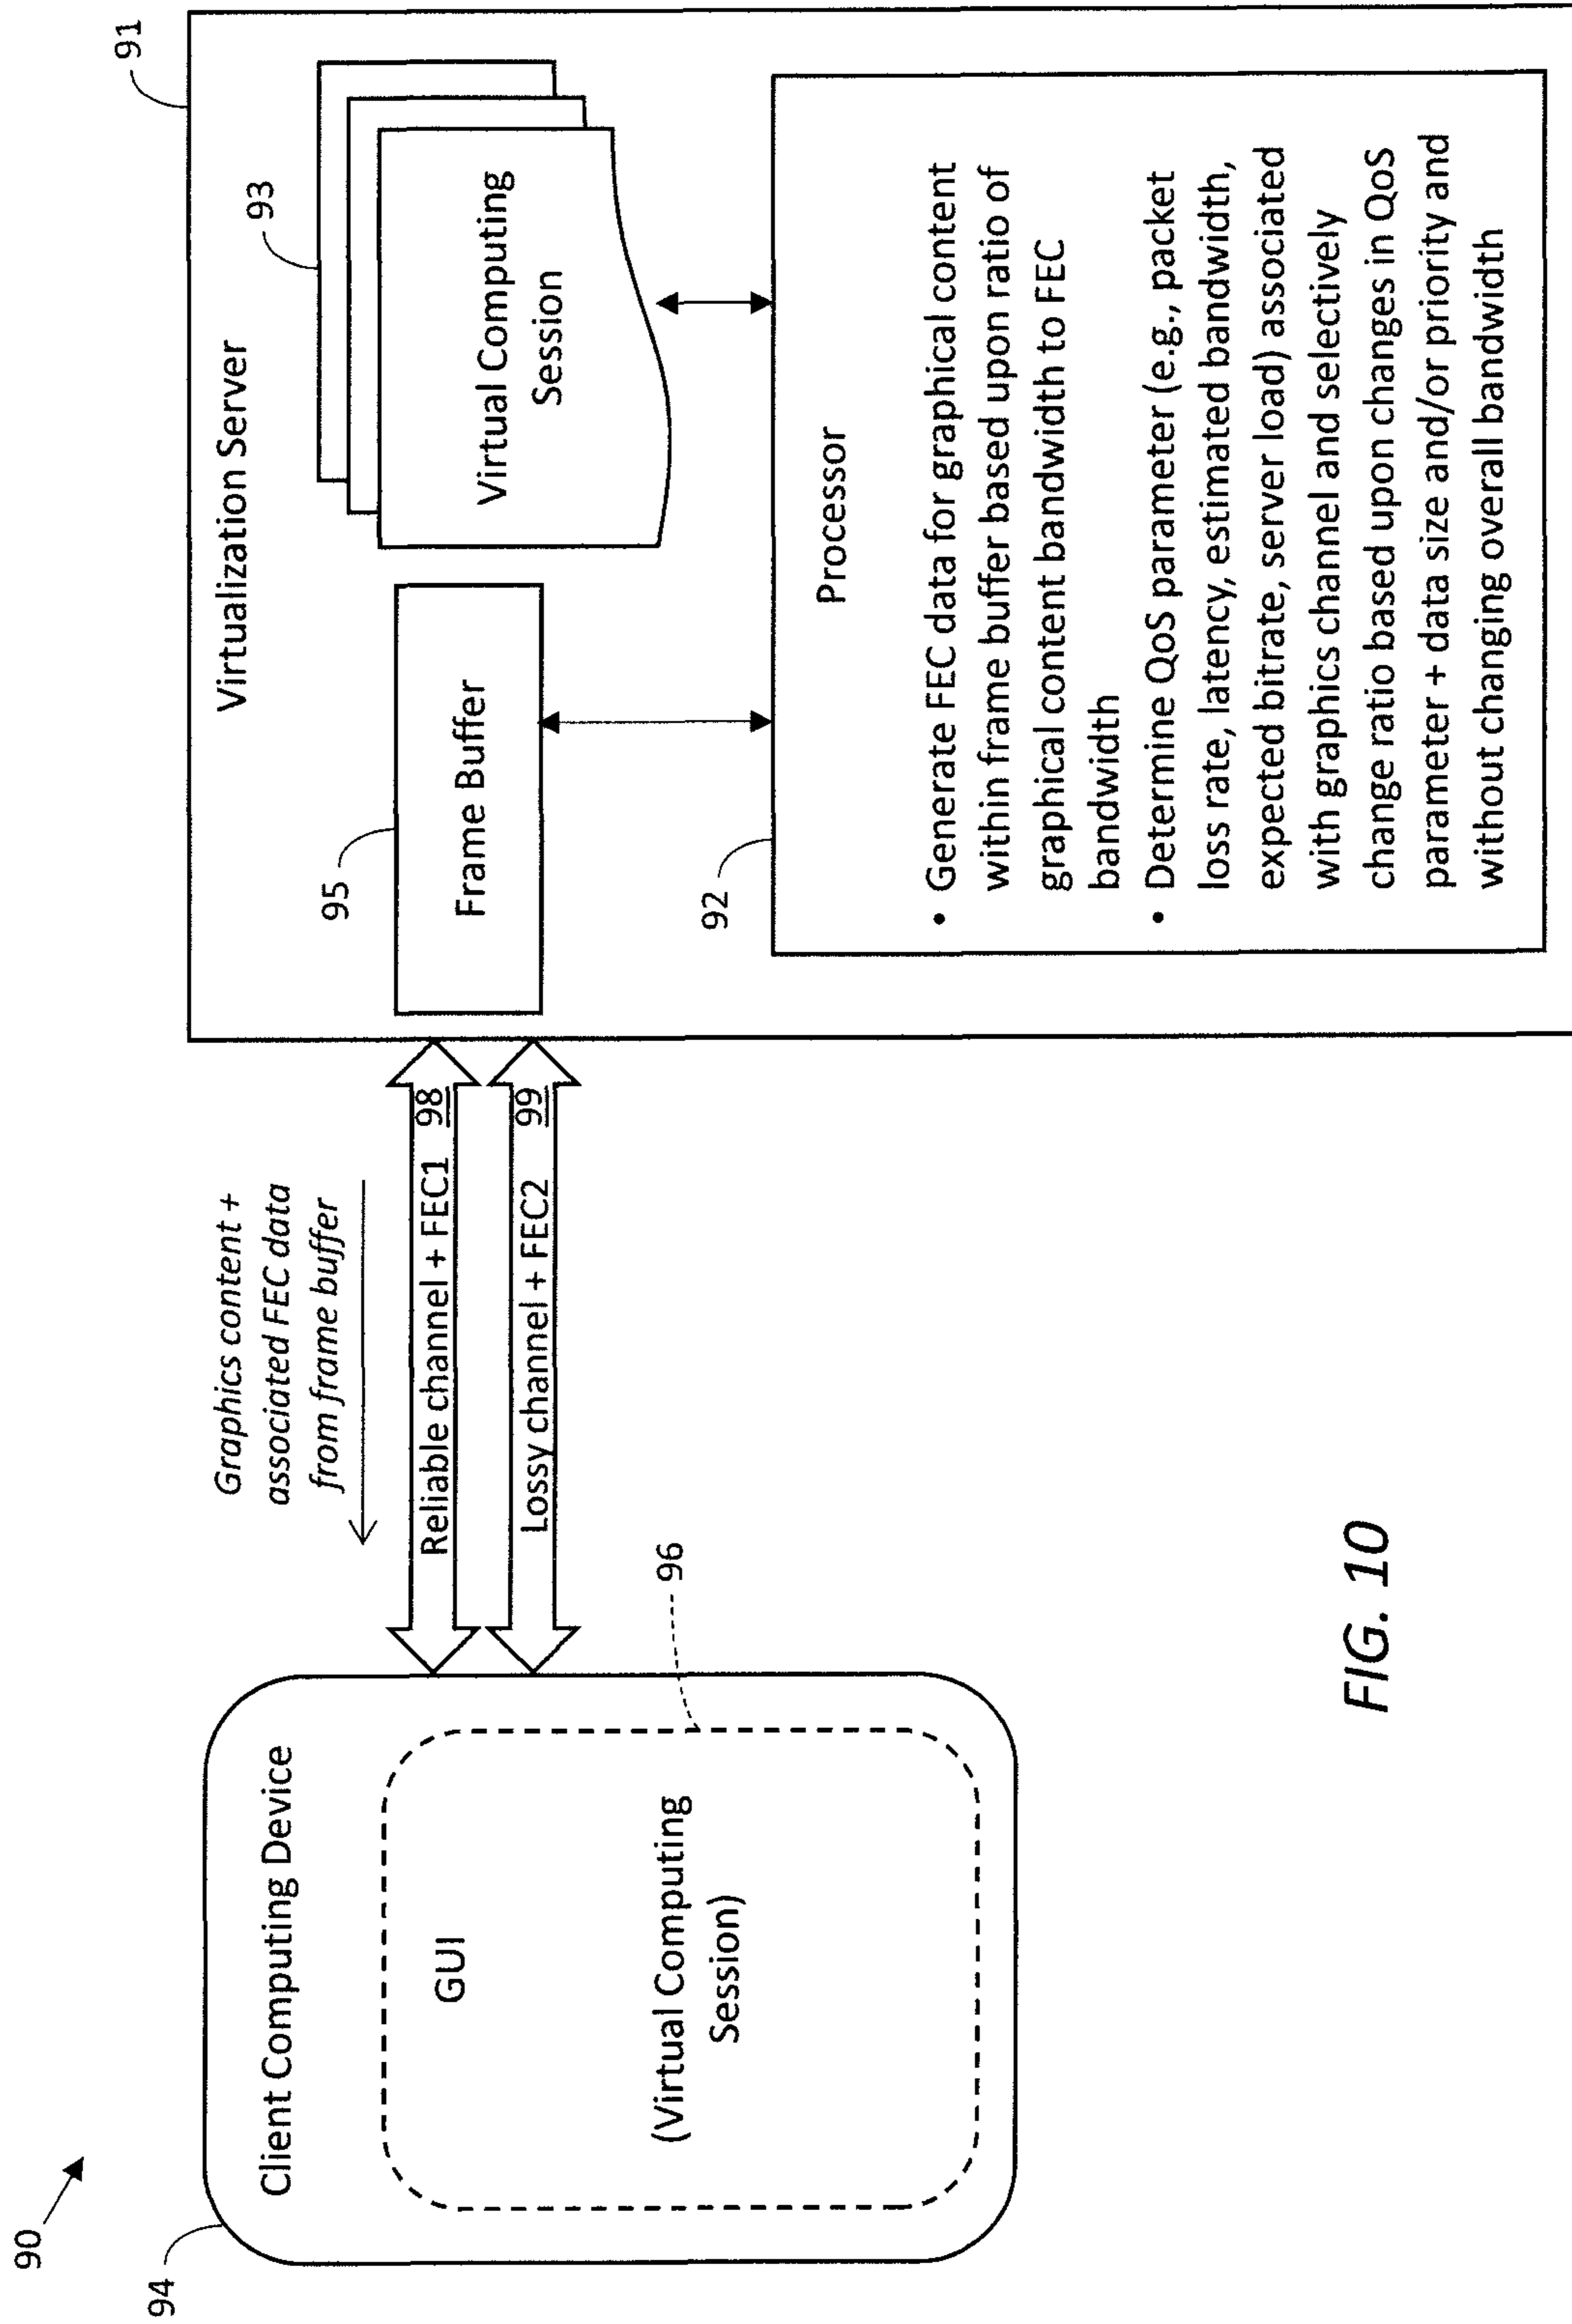 90
94
Client Computing Device
GUI
(Virtual Computing
Session)
96
Graphics content +
associated FEC data
from frame buffer
Reliable channel + FEC1 98
Lossy channel + FEC2 99
91
Virtualization Server
95
Frame Buffer
93
Virtual Computing
Session
92
Processor
• Generate FEC data for graphical content
within frame buffer based upon ratio of
graphical content bandwidth to FEC
bandwidth
• Determine QoS parameter (e.g., packet
loss rate, latency, estimated bandwidth,
expected bitrate, server load) associated
with graphics channel and selectively
change ratio based upon changes in QoS
parameter + data size and/or priority and
without changing overall bandwidth
FIG. 10